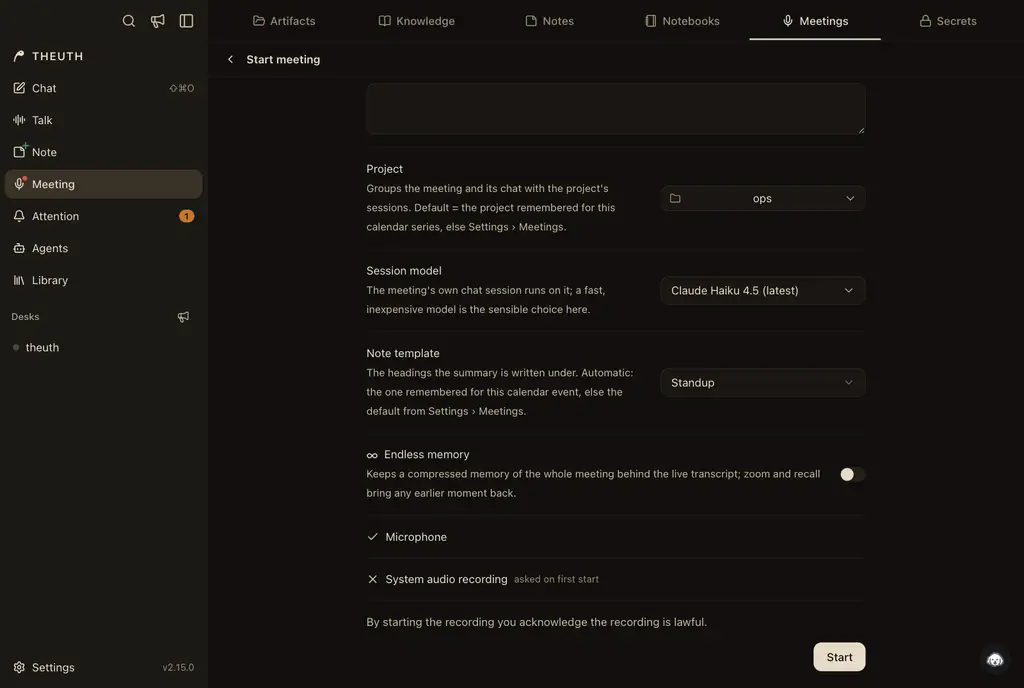 Artifacts
Knowledge
Notes
Notebooks
Meetings
Secrets
THEUTH
Chat ⇧⌘O
Talk
Note
Meeting
Attention 1
Agents
Library
Desks
theuth
Settings v2.15.0
Start meeting
Project
Groups the meeting and its chat with the project's
sessions. Default = the project remembered for this
calendar series, else Settings › Meetings.
ops
Session model
The meeting's own chat session runs on it; a fast,
inexpensive model is the sensible choice here.
Claude Haiku 4.5 (latest)
Note template
The headings the summary is written under. Automatic:
the one remembered for this calendar event, else the
default from Settings › Meetings.
Standup
Endless memory
Keeps a compressed memory of the whole meeting behind the live transcript; zoom and recall
bring any earlier moment back.
Microphone
System audio recording asked on first start
By starting the recording you acknowledge the recording is lawful.
Start